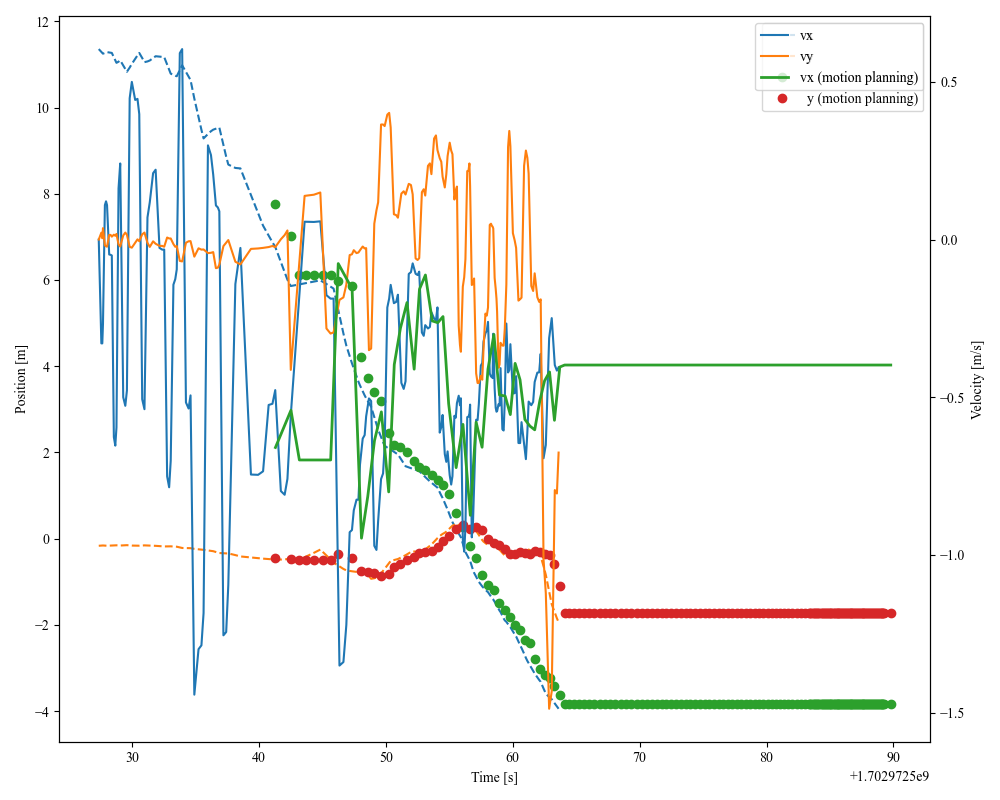 12
10
8
6
4
2
0
−2
−4
Position [m]
vx
vy
vx (motion planning)
y (motion planning)
0.5
0.0
−0.5
−1.0
−1.5
Velocity [m/s]
30 40 50 60 70 80 90
Time [s]
+1.7029725e9